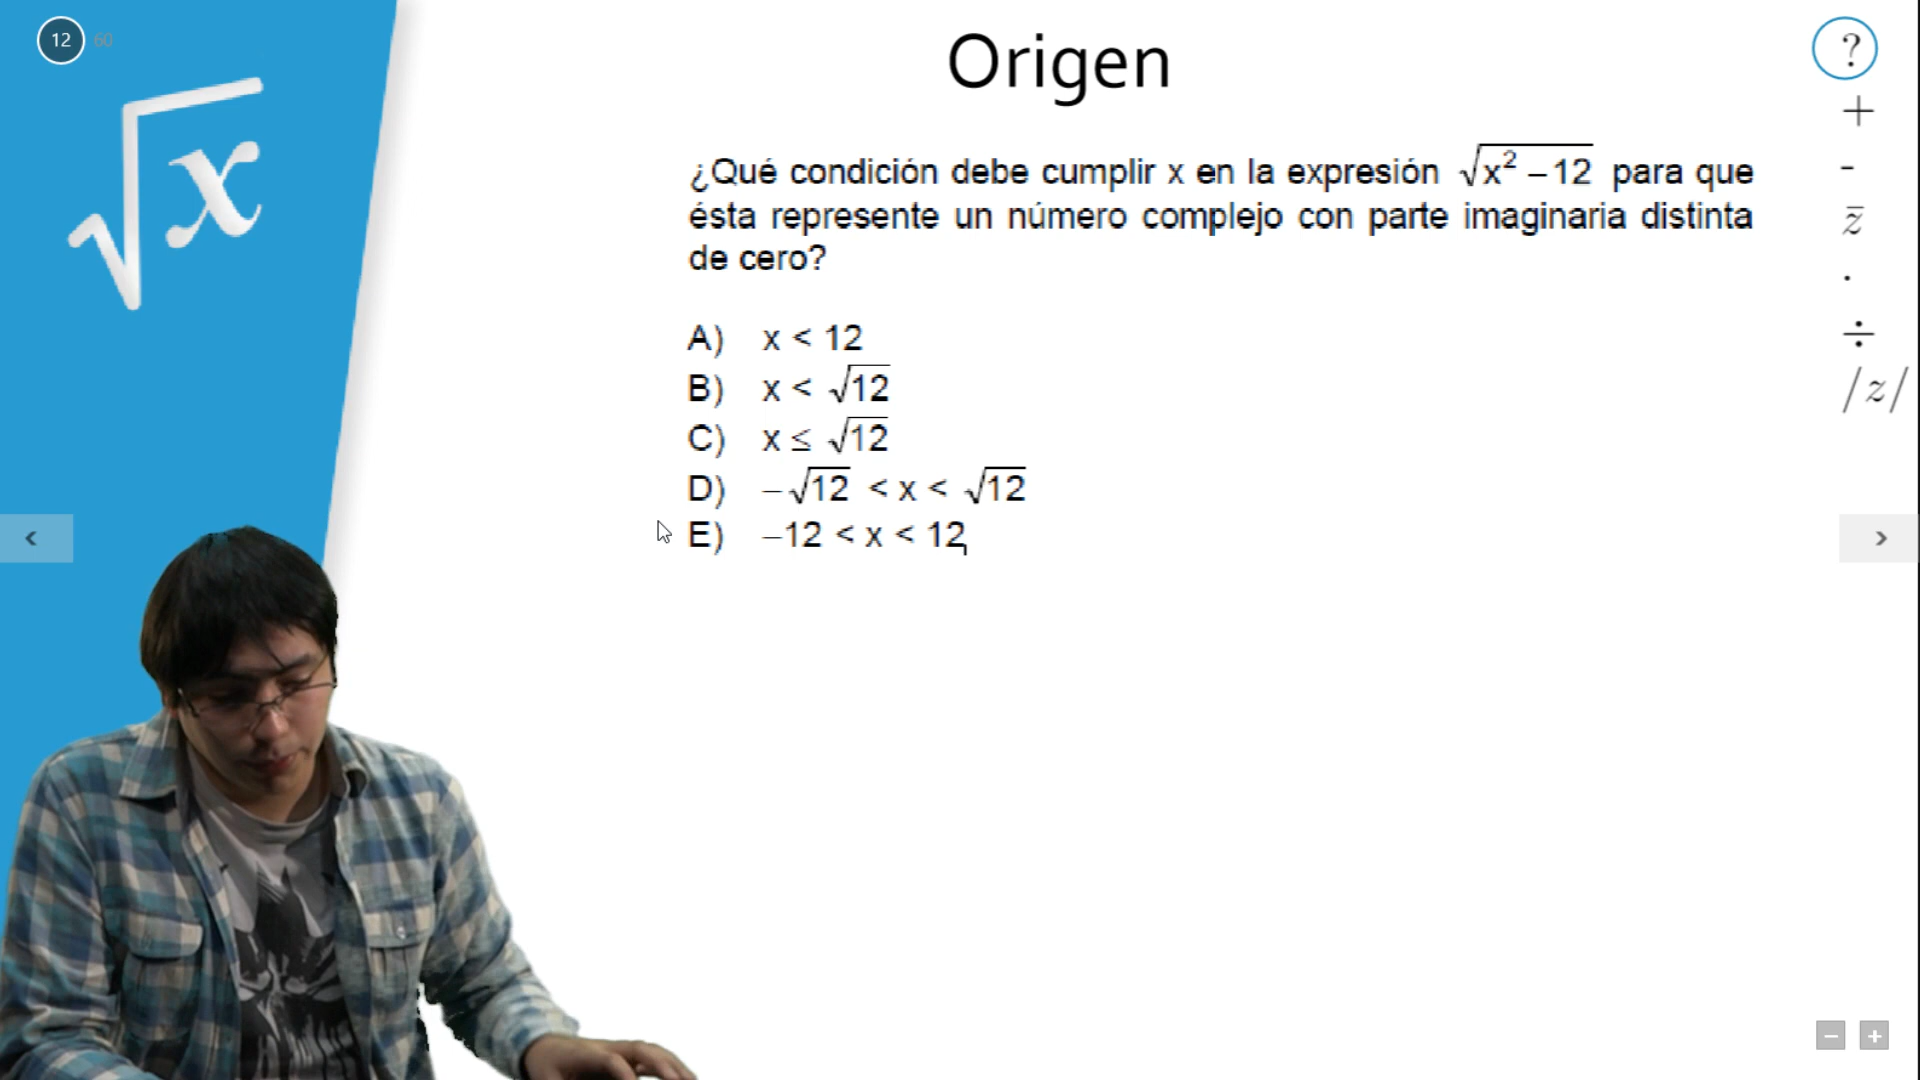 12 60
√x
Origen
?
+
-
z̅
.
÷
/z/
¿Qué condición debe cumplir x en la expresión √(x² – 12) para que
ésta represente un número complejo con parte imaginaria distinta
de cero?
A) x < 12
B) x < √12
C) x ≤ √12
D) –√12 < x < √12
E) –12 < x < 12